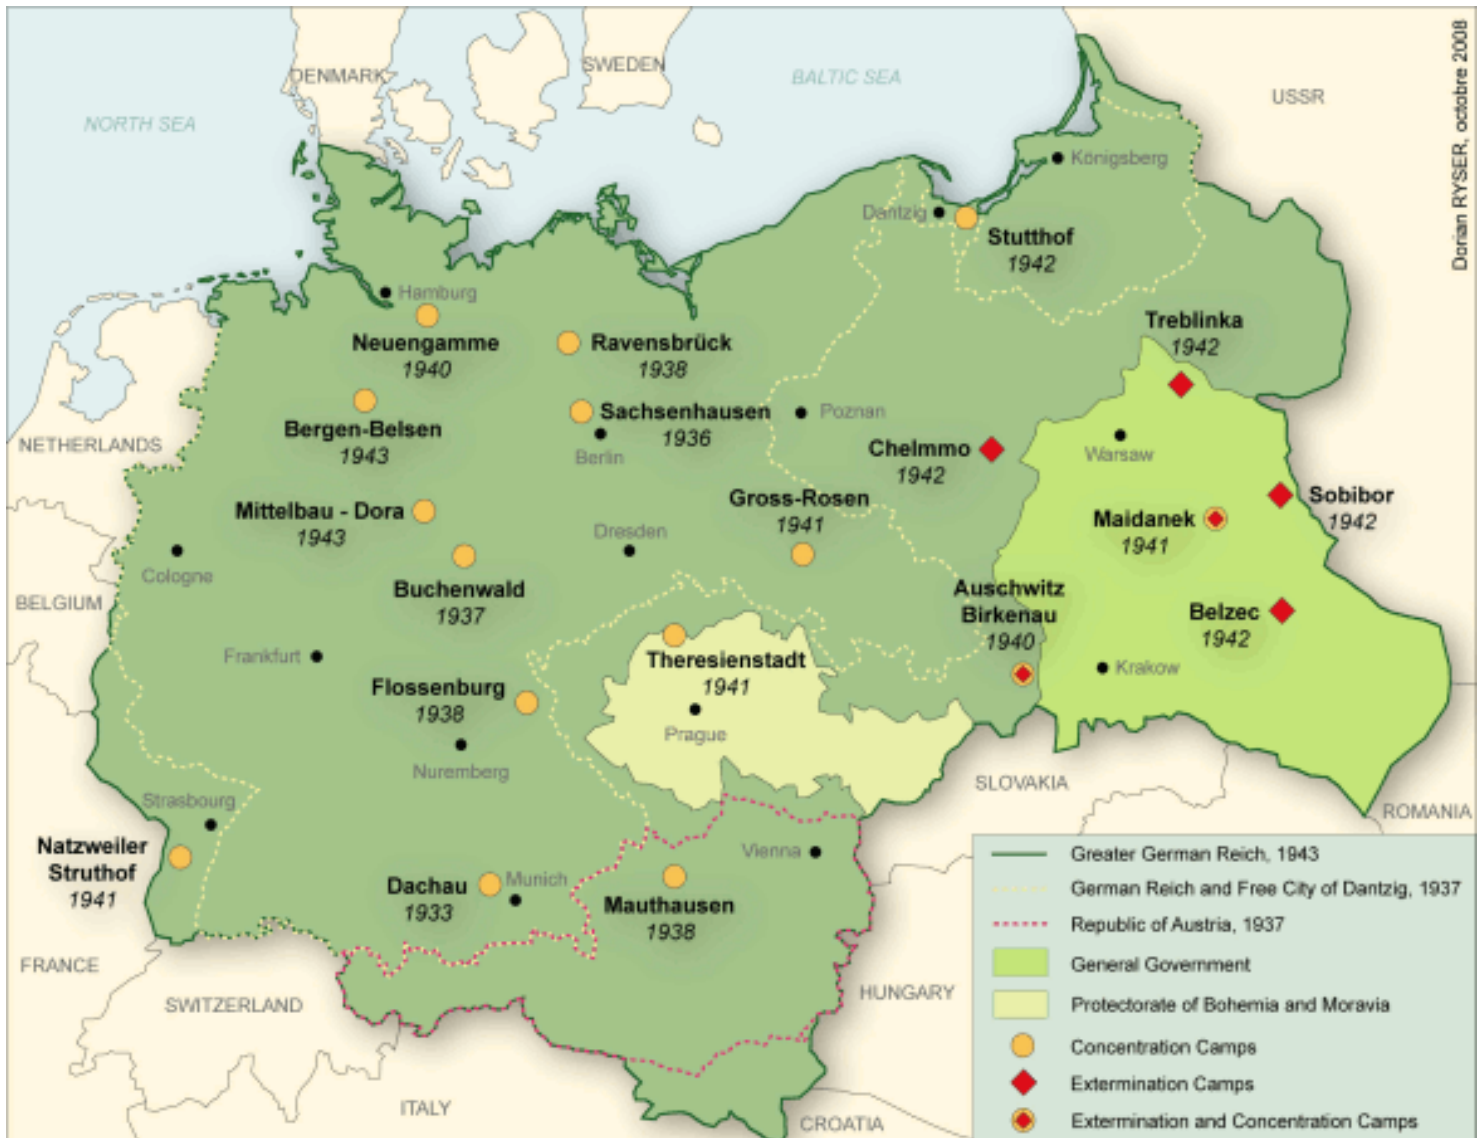 Dorian RYSER, octobre 2008
SWEDEN
DENMARK
BALTIC SEA
USSR
NORTH SEA
Königsberg
Dantzig
Stutthof
1942
Hamburg
Neuengamme
1940
Ravensbrück
1938
Treblinka
1942
Bergen-Belsen
1943
Sachsenhausen
1936
Berlin
Poznan
Chelmmo
1942
Warsaw
NETHERLANDS
Mittelbau - Dora
1943
Gross-Rosen
1941
Sobibor
1942
Maidanek
1941
Dresden
Cologne
Buchenwald
1937
Auschwitz
Birkenau
1940
BELGIUM
Belzec
1942
Frankfurt
Theresienstadt
1941
Krakow
Flossenburg
1938
Prague
Nuremberg
SLOVAKIA
ROMANIA
Strasbourg
Natzweiler
Struthof
1941
Vienna
Dachau
1933
Munich
Mauthausen
1938
FRANCE
SWITZERLAND
HUNGARY
ITALY
CROATIA
Greater German Reich, 1943
German Reich and Free City of Dantzig, 1937
Republic of Austria, 1937
General Government
Protectorate of Bohemia and Moravia
Concentration Camps
Extermination Camps
Extermination and Concentration Camps